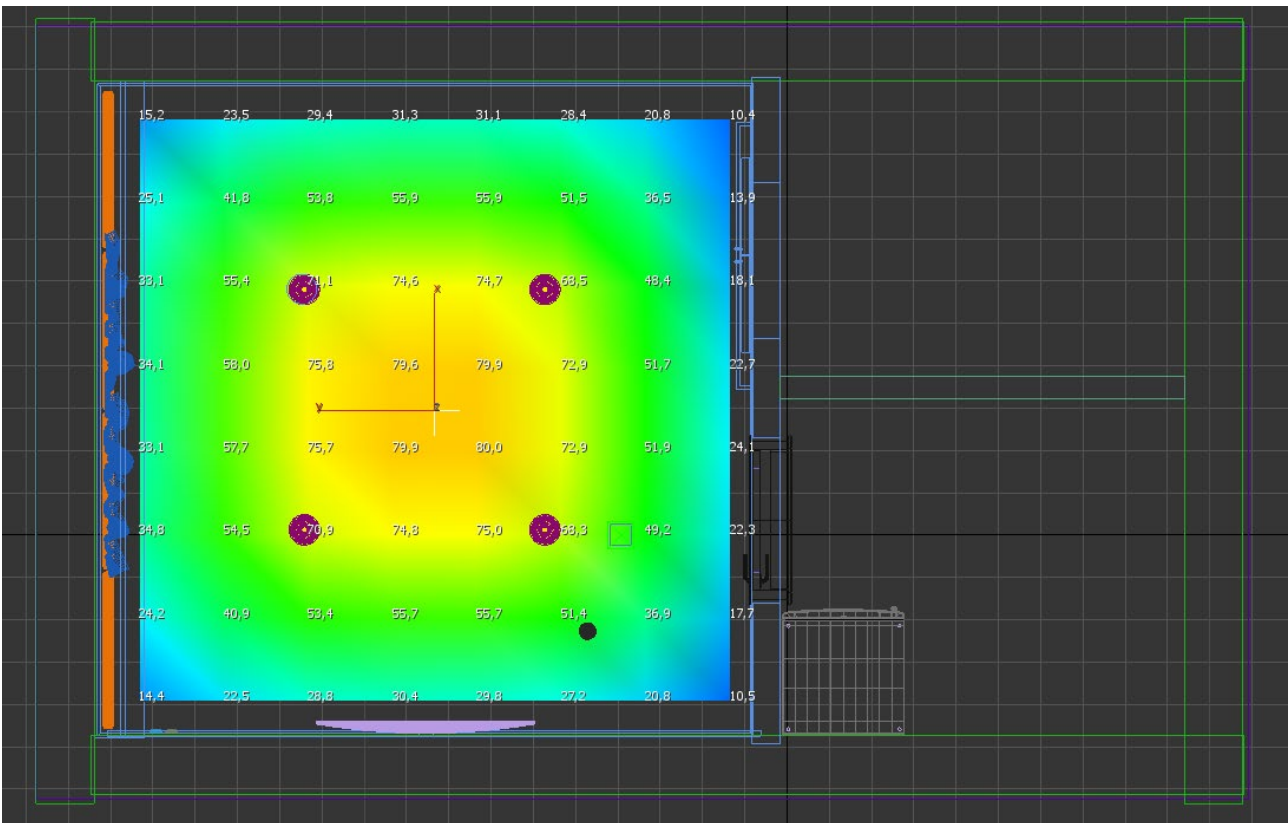 15,2 23,5 29,4 31,3 31,1 28,4 20,8 10,4
25,1 41,8 53,8 55,9 55,9 51,5 36,5 13,9
33,1 55,4 71,1 74,6 74,7 68,5 48,4 18,1
x
34,1 58,0 75,8 79,6 79,9 72,9 51,7 22,7
y z
33,1 57,7 75,7 79,9 80,0 72,9 51,9 24,1
34,8 54,5 70,9 74,8 75,0 68,3 49,2 22,3
24,2 40,9 53,4 55,7 55,7 51,4 36,9 17,7
14,4 22,5 28,8 30,4 29,8 27,2 20,8 10,5